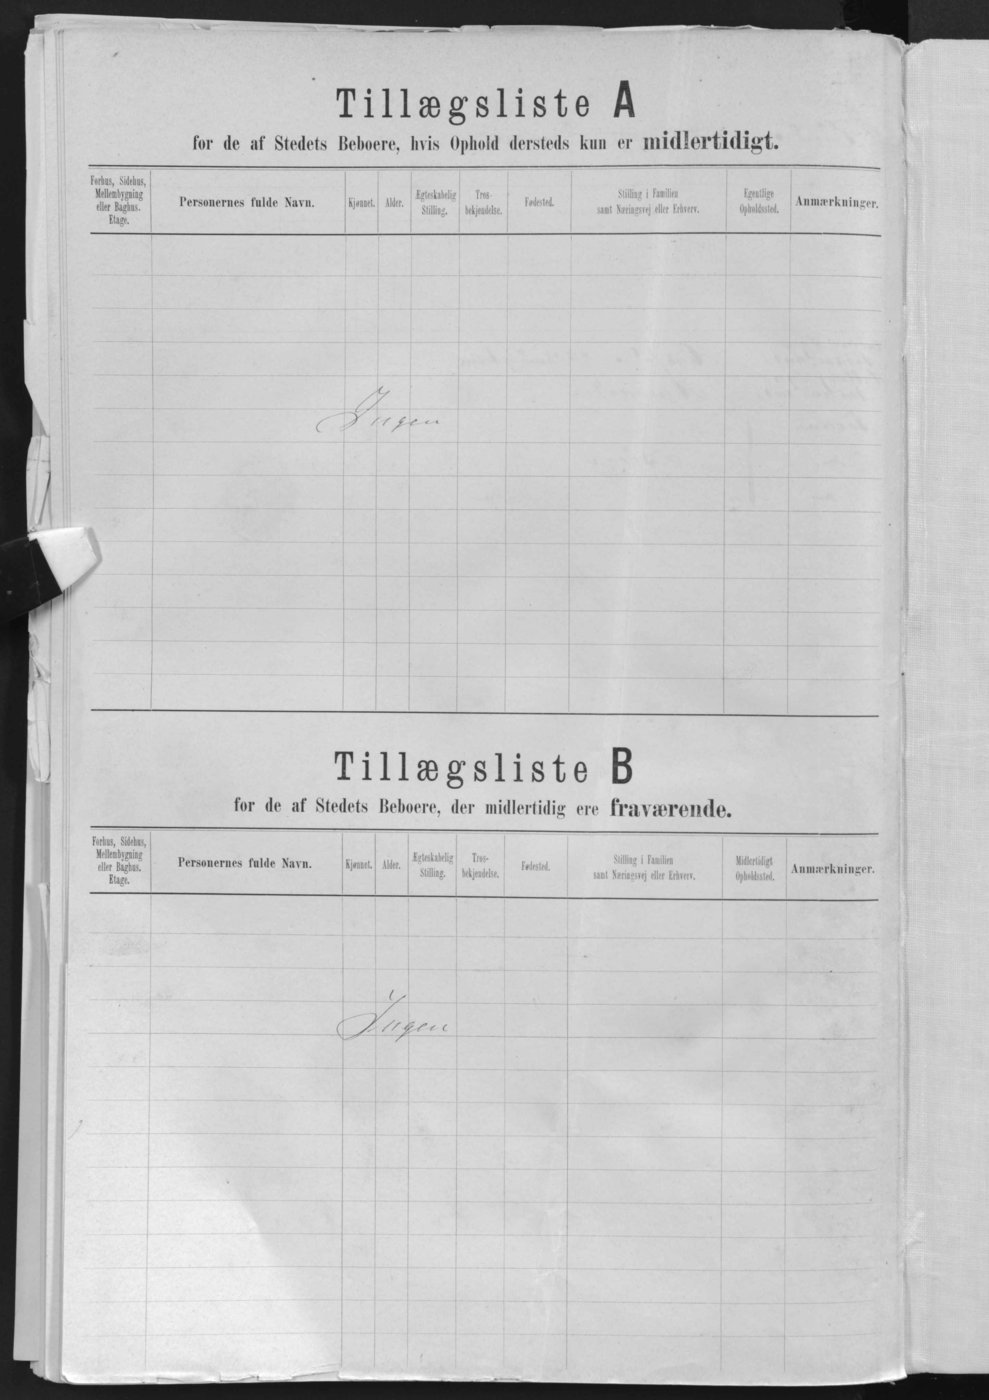 Tillægsliste A
for de af Stedets Beboere, hvis Ophold dersteds kun er midlertidigt.
Forhus, Sidehus,
Mellembygning
eller Baghus.
Etage.
Personernes fulde Navn.
Kjønnet.
Alder.
Ægteskabelig
Stilling.
Tros-
bekjendelse.
Fødested.
Stilling i Familien
samt Næringsvej eller Erhverv.
Egentlige
Opholdssted.
Anmærkninger.
Ingen
Tillægsliste B
for de af Stedets Beboere, der midlertidig ere fraværende.
Forhus, Sidehus,
Mellembygning
eller Baghus.
Etage.
Personernes fulde Navn.
Kjønnet.
Alder.
Ægteskabelig
Stilling.
Tros-
bekjendelse.
Fødested.
Stilling i Familien
samt Næringsvej eller Erhverv.
Midlertidigt
Opholdssted.
Anmærkninger.
Ingen